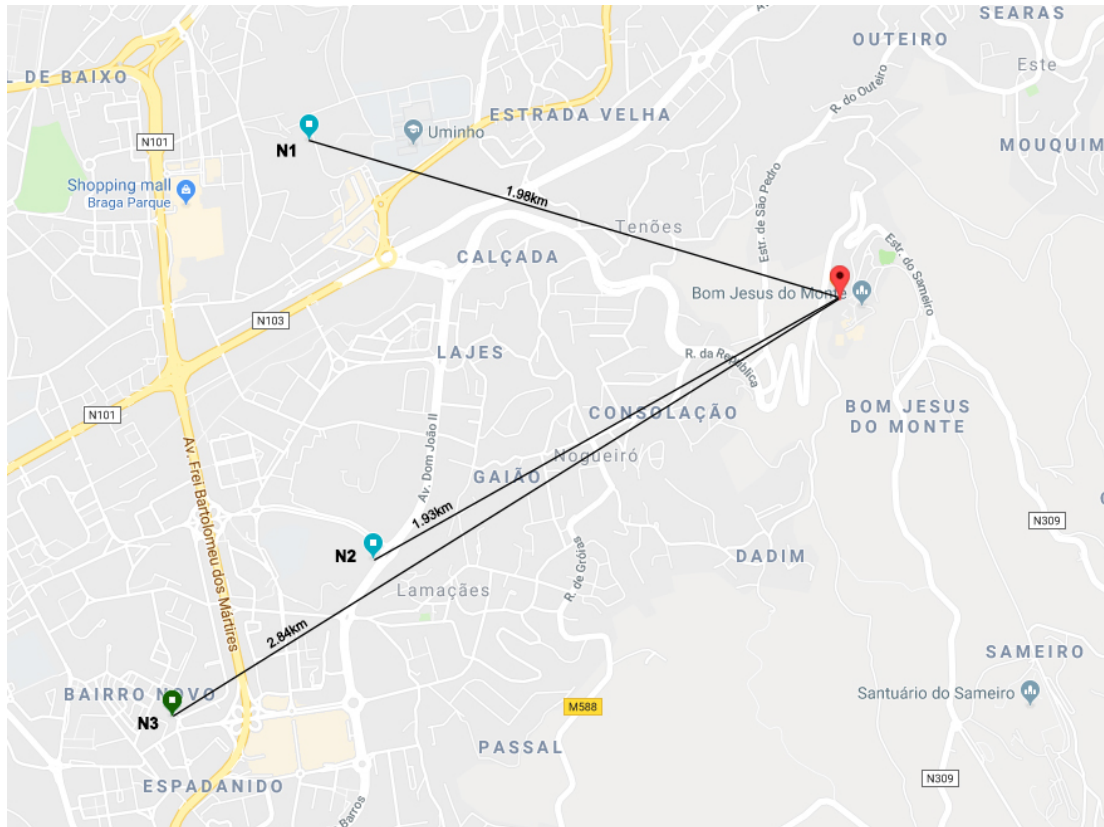 SEARAS
OUTEIRO
Este
L DE BAIXO
R. do Outeiro
ESTRADA VELHA
N101
Uminho
N1
MOUQUIM
Shopping mall
Braga Parque
1.98km
Estr. de São Pedro
Tenões
CALÇADA
Estr. do Sameiro
Bom Jesus do Monte
N103
LAJES
R. da República
N101
CONSOLAÇÃO
BOM JESUS
DO MONTE
Av. Dom João II
Nogueiró
GAIÃO
Av. Frei Bartolomeu dos Mártires
1.93km
N309
N2
DADIM
R. de Gróias
Lamaçães
2.84km
SAMEIRO
BAIRRO NOVO
Santuário do Sameiro
N3
M588
PASSAL
ESPADANIDO
N309
Barros